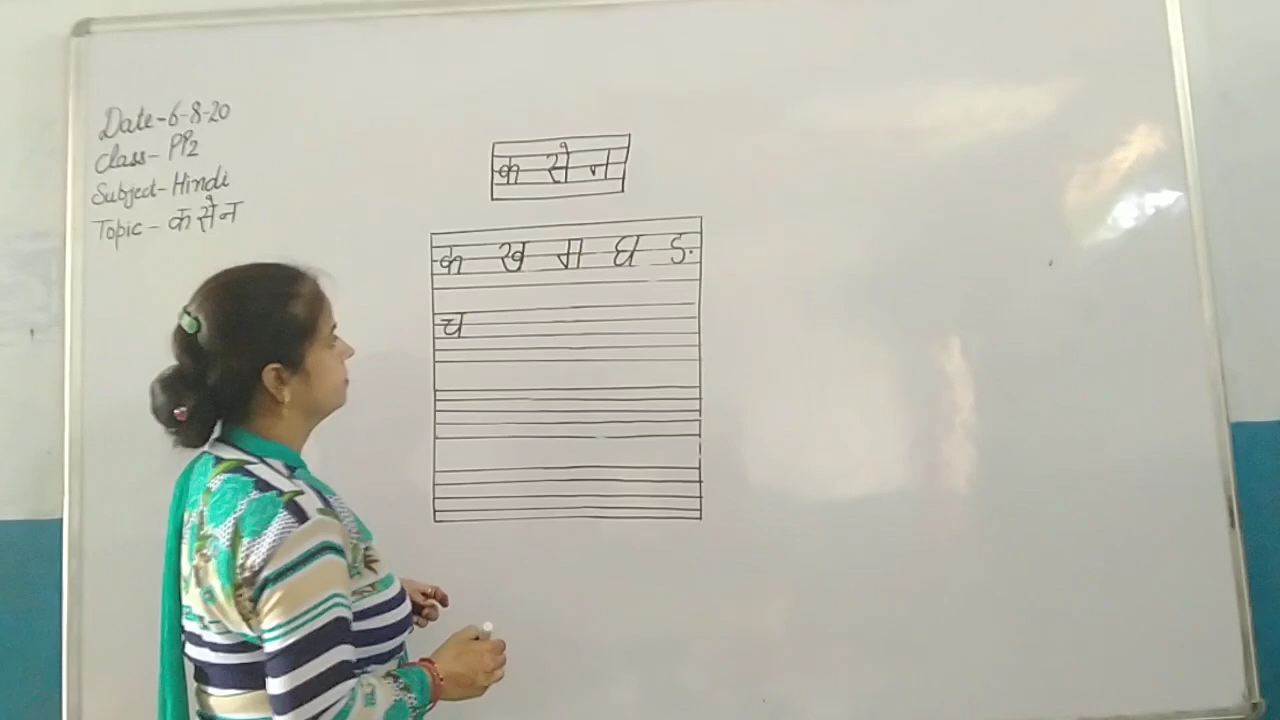 Date-6-8-20
Class- PP2
Subject-Hindi
Topic- क से न
क से न
क ख ग घ ङ
च